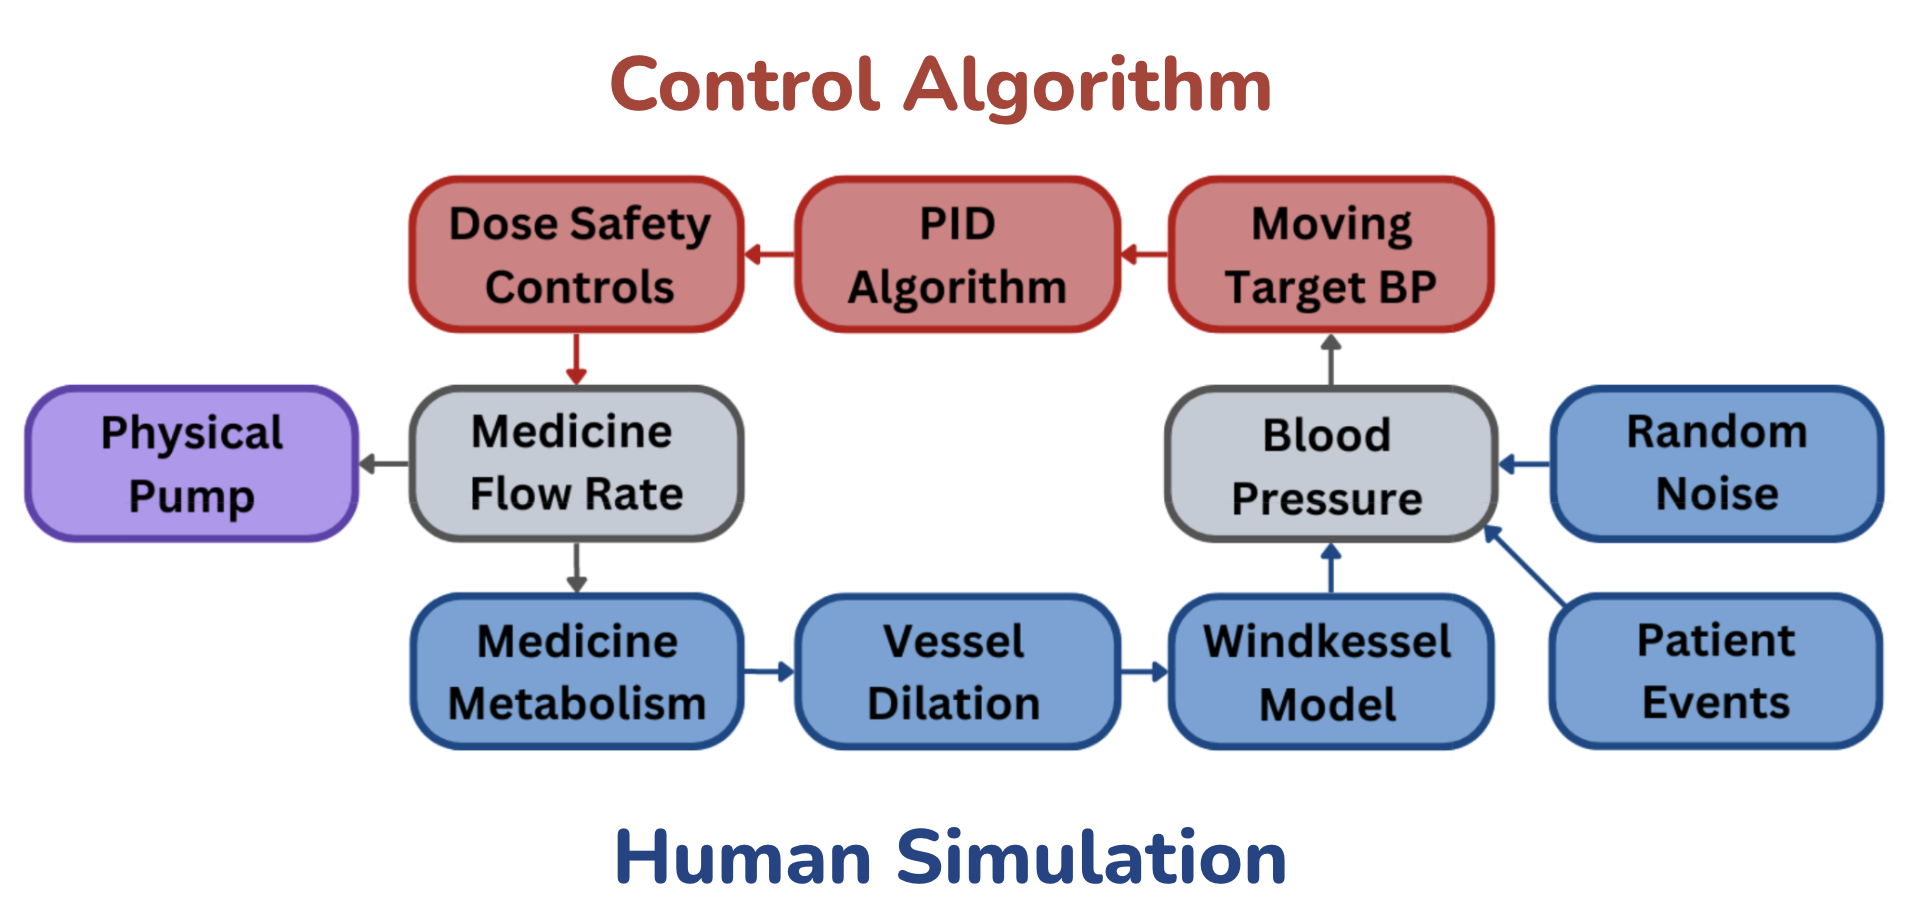 Control Algorithm
Dose Safety
Controls
PID
Algorithm
Moving
Target BP
Physical
Pump
Medicine
Flow Rate
Blood
Pressure
Random
Noise
Medicine
Metabolism
Vessel
Dilation
Windkessel
Model
Patient
Events
Human Simulation